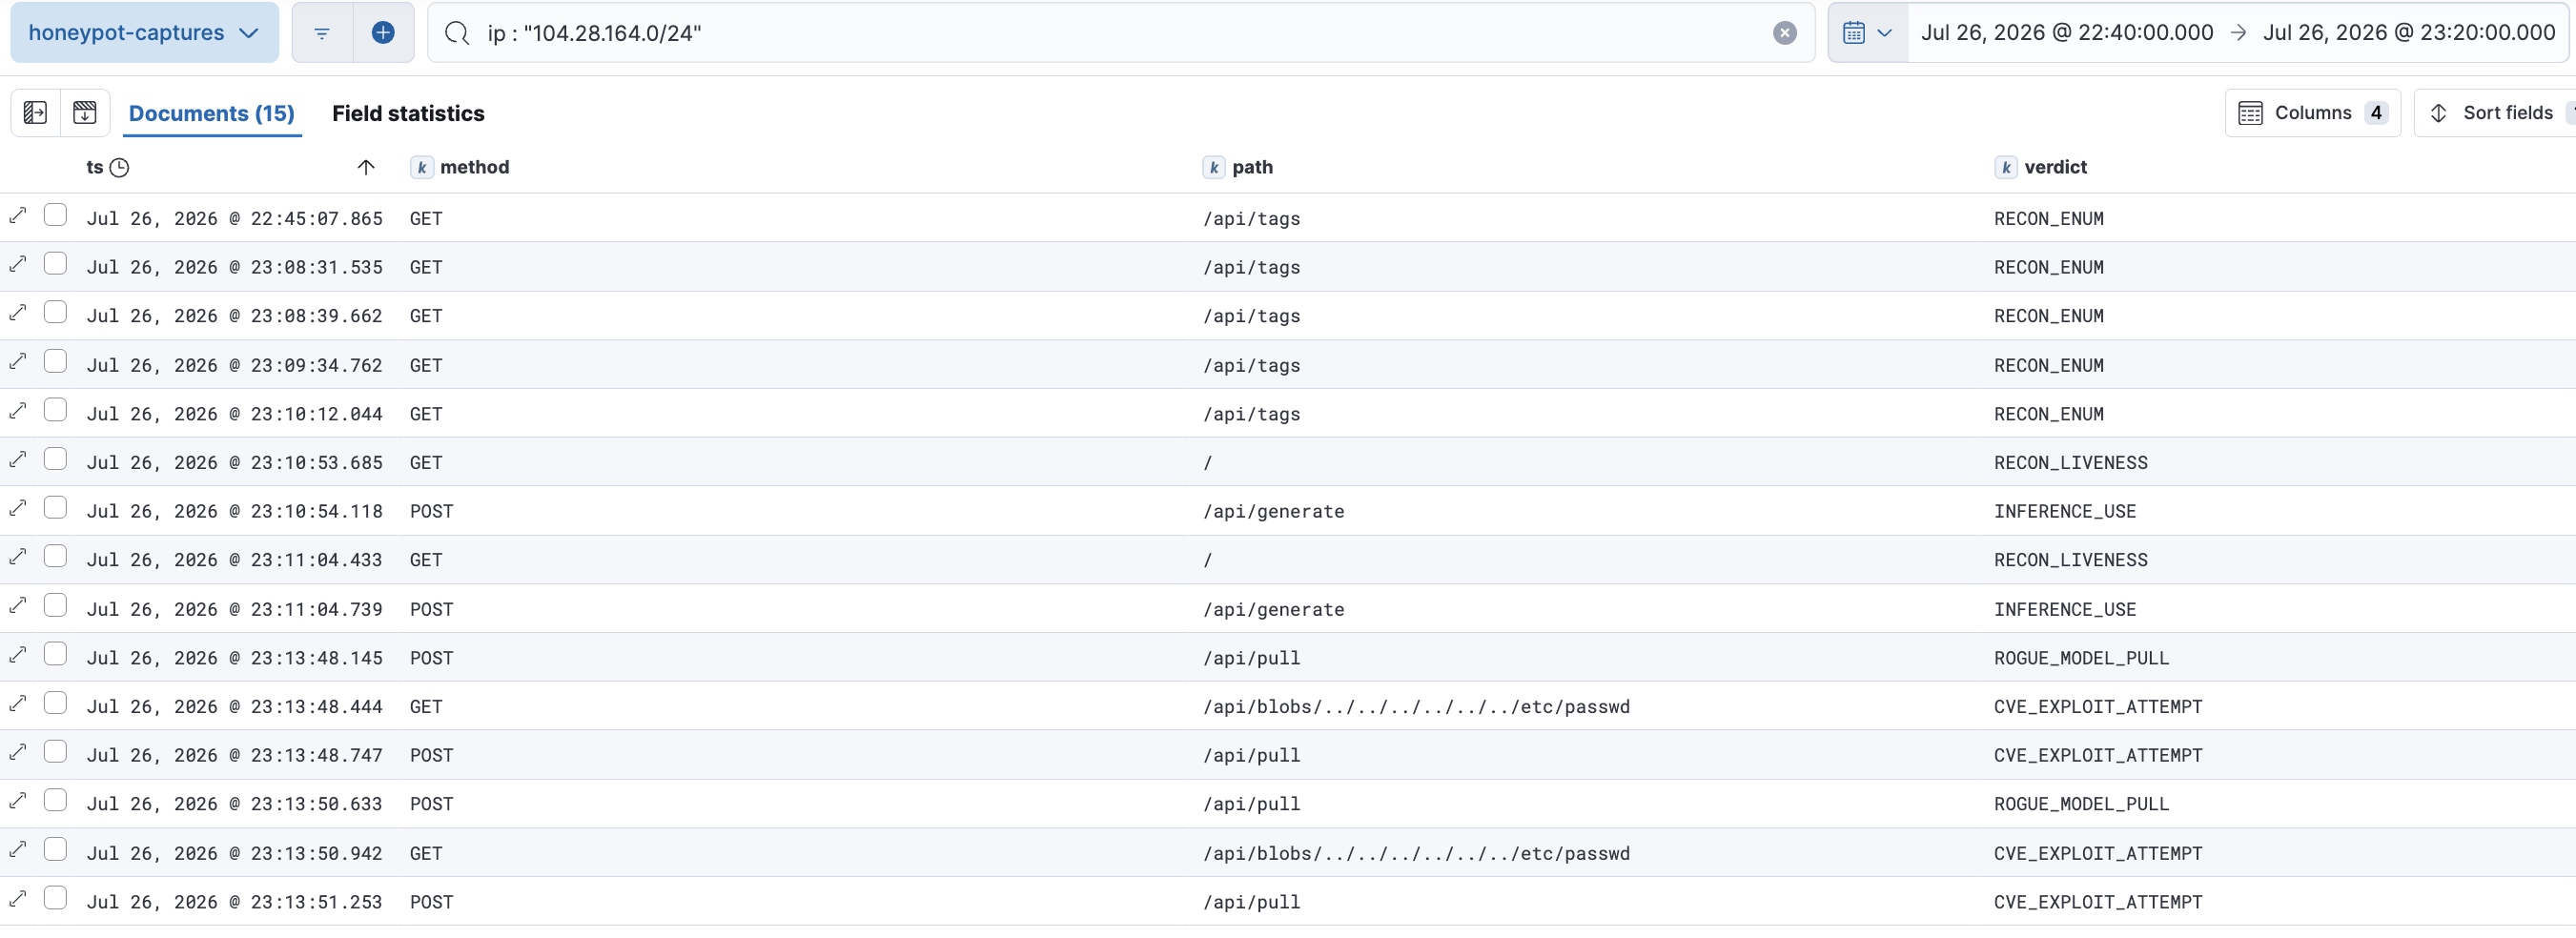 honeypot-captures ip : "104.28.164.0/24" Jul 26, 2026 @ 22:40:00.000 → Jul 26, 2026 @ 23:20:00.000
Documents (15) Field statistics Columns 4 Sort fields
ts k method k path k verdict
Jul 26, 2026 @ 22:45:07.865 GET /api/tags RECON_ENUM
Jul 26, 2026 @ 23:08:31.535 GET /api/tags RECON_ENUM
Jul 26, 2026 @ 23:08:39.662 GET /api/tags RECON_ENUM
Jul 26, 2026 @ 23:09:34.762 GET /api/tags RECON_ENUM
Jul 26, 2026 @ 23:10:12.044 GET /api/tags RECON_ENUM
Jul 26, 2026 @ 23:10:53.685 GET / RECON_LIVENESS
Jul 26, 2026 @ 23:10:54.118 POST /api/generate INFERENCE_USE
Jul 26, 2026 @ 23:11:04.433 GET / RECON_LIVENESS
Jul 26, 2026 @ 23:11:04.739 POST /api/generate INFERENCE_USE
Jul 26, 2026 @ 23:13:48.145 POST /api/pull ROGUE_MODEL_PULL
Jul 26, 2026 @ 23:13:48.444 GET /api/blobs/../../../../../../etc/passwd CVE_EXPLOIT_ATTEMPT
Jul 26, 2026 @ 23:13:48.747 POST /api/pull CVE_EXPLOIT_ATTEMPT
Jul 26, 2026 @ 23:13:50.633 POST /api/pull ROGUE_MODEL_PULL
Jul 26, 2026 @ 23:13:50.942 GET /api/blobs/../../../../../../etc/passwd CVE_EXPLOIT_ATTEMPT
Jul 26, 2026 @ 23:13:51.253 POST /api/pull CVE_EXPLOIT_ATTEMPT